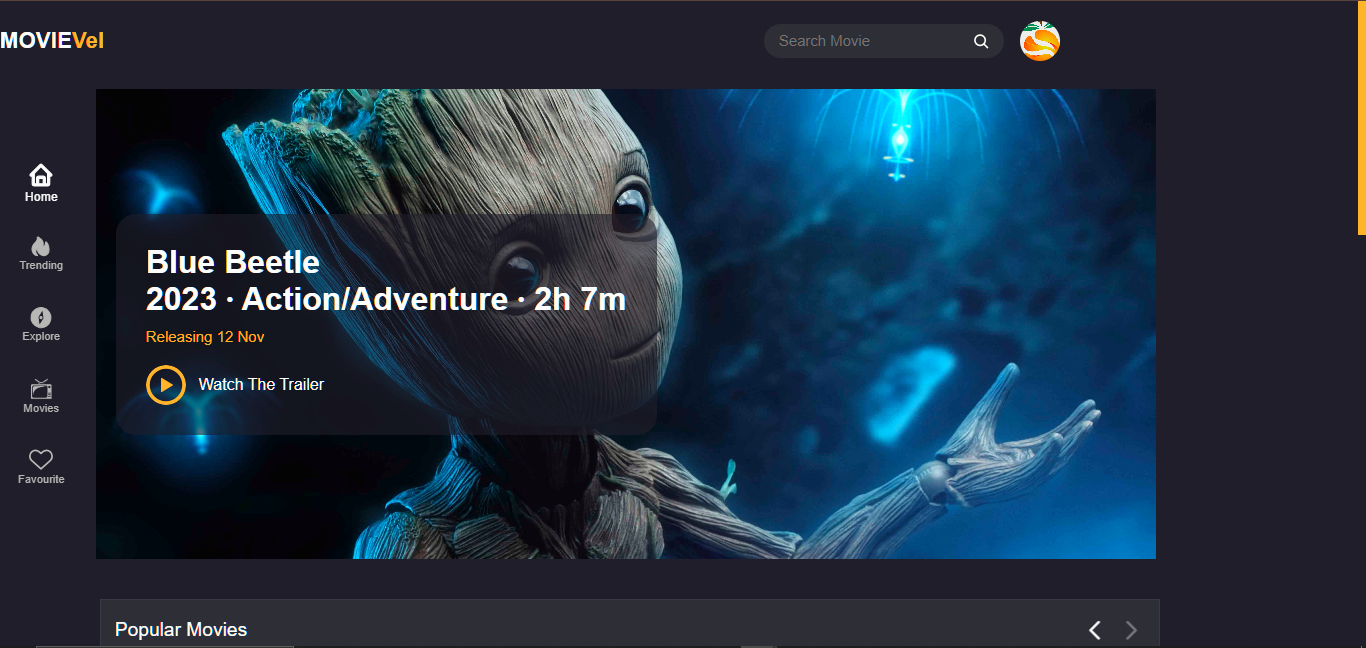 MOVIEVel
Search Movie
Home
Trending
Explore
Movies
Favourite
Blue Beetle
2023 · Action/Adventure · 2h 7m
Releasing 12 Nov
Watch The Trailer
Popular Movies